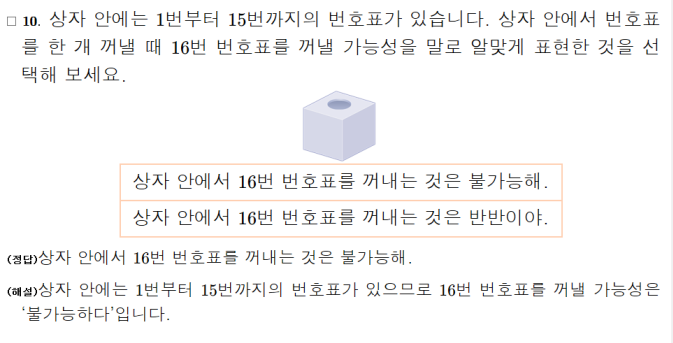 □ 10. 상자 안에는 1번부터 15번까지의 번호표가 있습니다. 상자 안에서 번호표
를 한 개 꺼낼 때 16번 번호표를 꺼낼 가능성을 말로 알맞게 표현한 것을 선
택해 보세요.
상자 안에서 16번 번호표를 꺼내는 것은 불가능해.
상자 안에서 16번 번호표를 꺼내는 것은 반반이야.
(정답)상자 안에서 16번 번호표를 꺼내는 것은 불가능해.
(해설)상자 안에는 1번부터 15번까지의 번호표가 있으므로 16번 번호표를 꺼낼 가능성은
‘불가능하다’입니다.